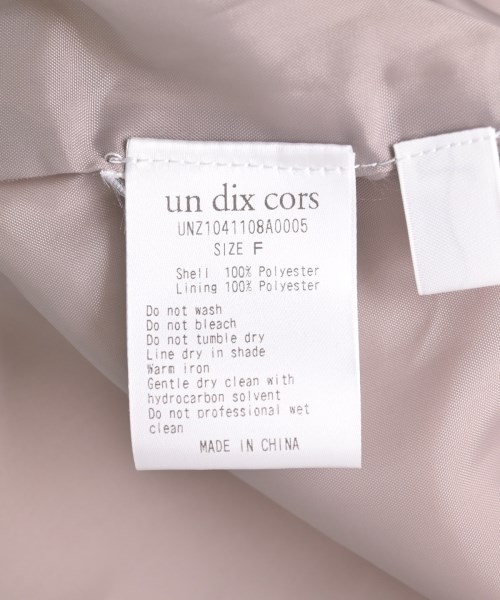 un dix cors
UNZ1041108A0005
SIZE F
Shell 100% Polyester
Lining 100% Polyester
Do not wash
Do not bleach
Do not tumble dry
Line dry in shade
Warm iron
Gentle dry clean with
hydrocarbon solvent
Do not professional wet
clean
MADE IN CHINA